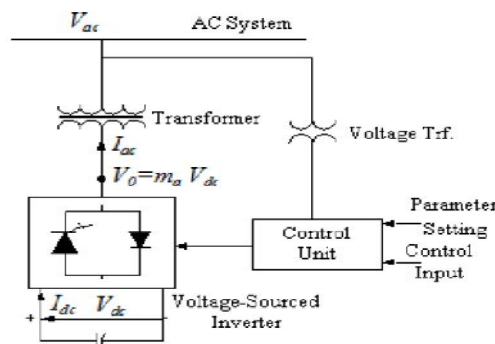 V_ac AC System
Transformer
Voltage Trf.
I_ac
V_0=m_a V_dc
Parameter
Setting
Control
Unit
Control
Input
I_dc V_dc
Voltage-Sourced
Inverter
+